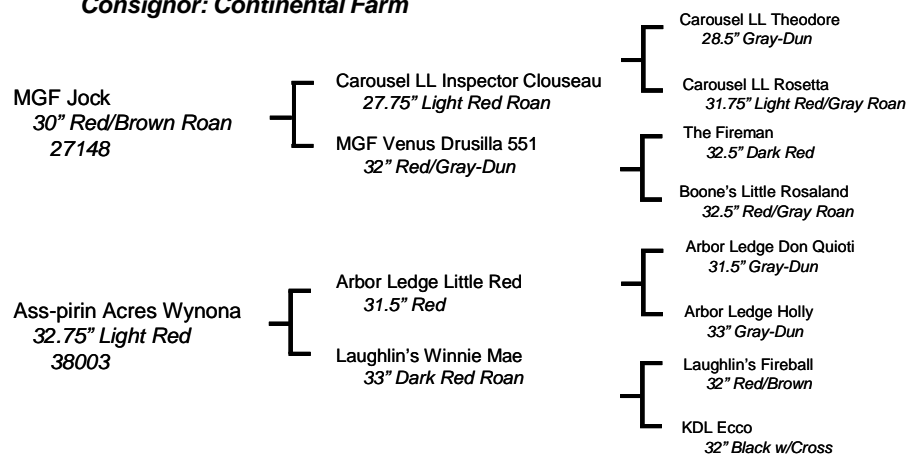 Consignor: Continental Farm
MGF Jock
30” Red/Brown Roan
27148
Carousel LL Inspector Clouseau
27.75” Light Red Roan
MGF Venus Drusilla 551
32” Red/Gray-Dun
Carousel LL Theodore
28.5” Gray-Dun
Carousel LL Rosetta
31.75” Light Red/Gray Roan
The Fireman
32.5” Dark Red
Boone's Little Rosaland
32.5” Red/Gray Roan
Ass-pirin Acres Wynona
32.75” Light Red
38003
Arbor Ledge Little Red
31.5” Red
Laughlin's Winnie Mae
33” Dark Red Roan
Arbor Ledge Don Quioti
31.5” Gray-Dun
Arbor Ledge Holly
33” Gray-Dun
Laughlin's Fireball
32” Red/Brown
KDL Ecco
32” Black w/Cross